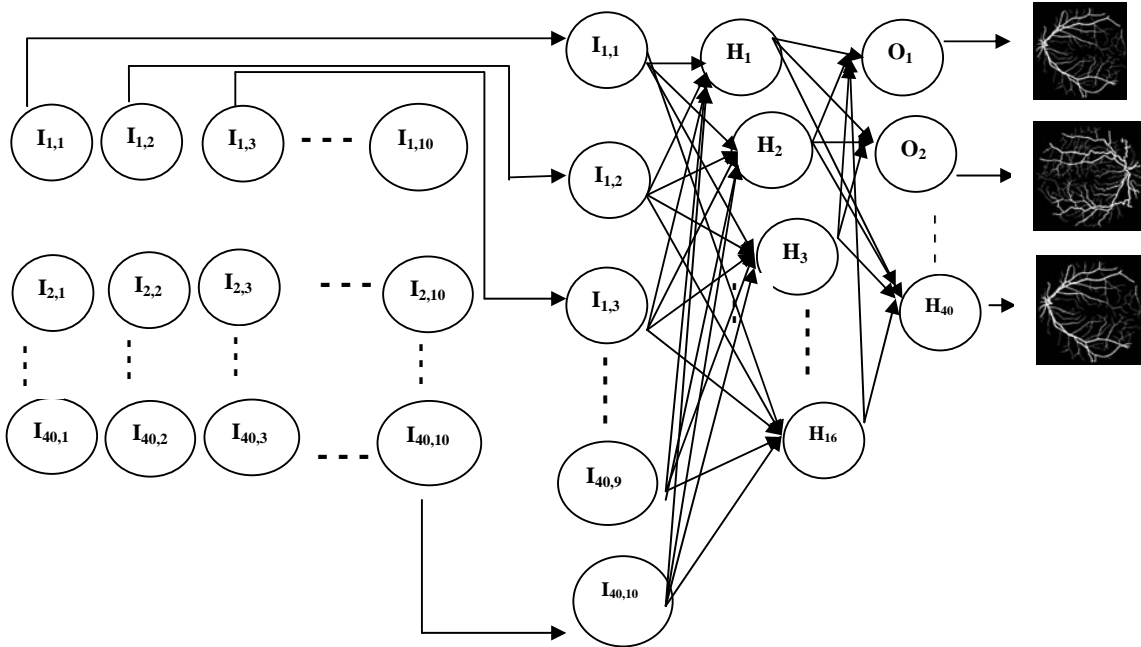 I1,1 I1,2 I1,3 I1,10
I2,1 I2,2 I2,3 I2,10
I40,1 I40,2 I40,3 I40,10
I1,1
I1,2
I1,3
I40,9
I40,10
H1
H2
H3
H16
O1
O2
H40